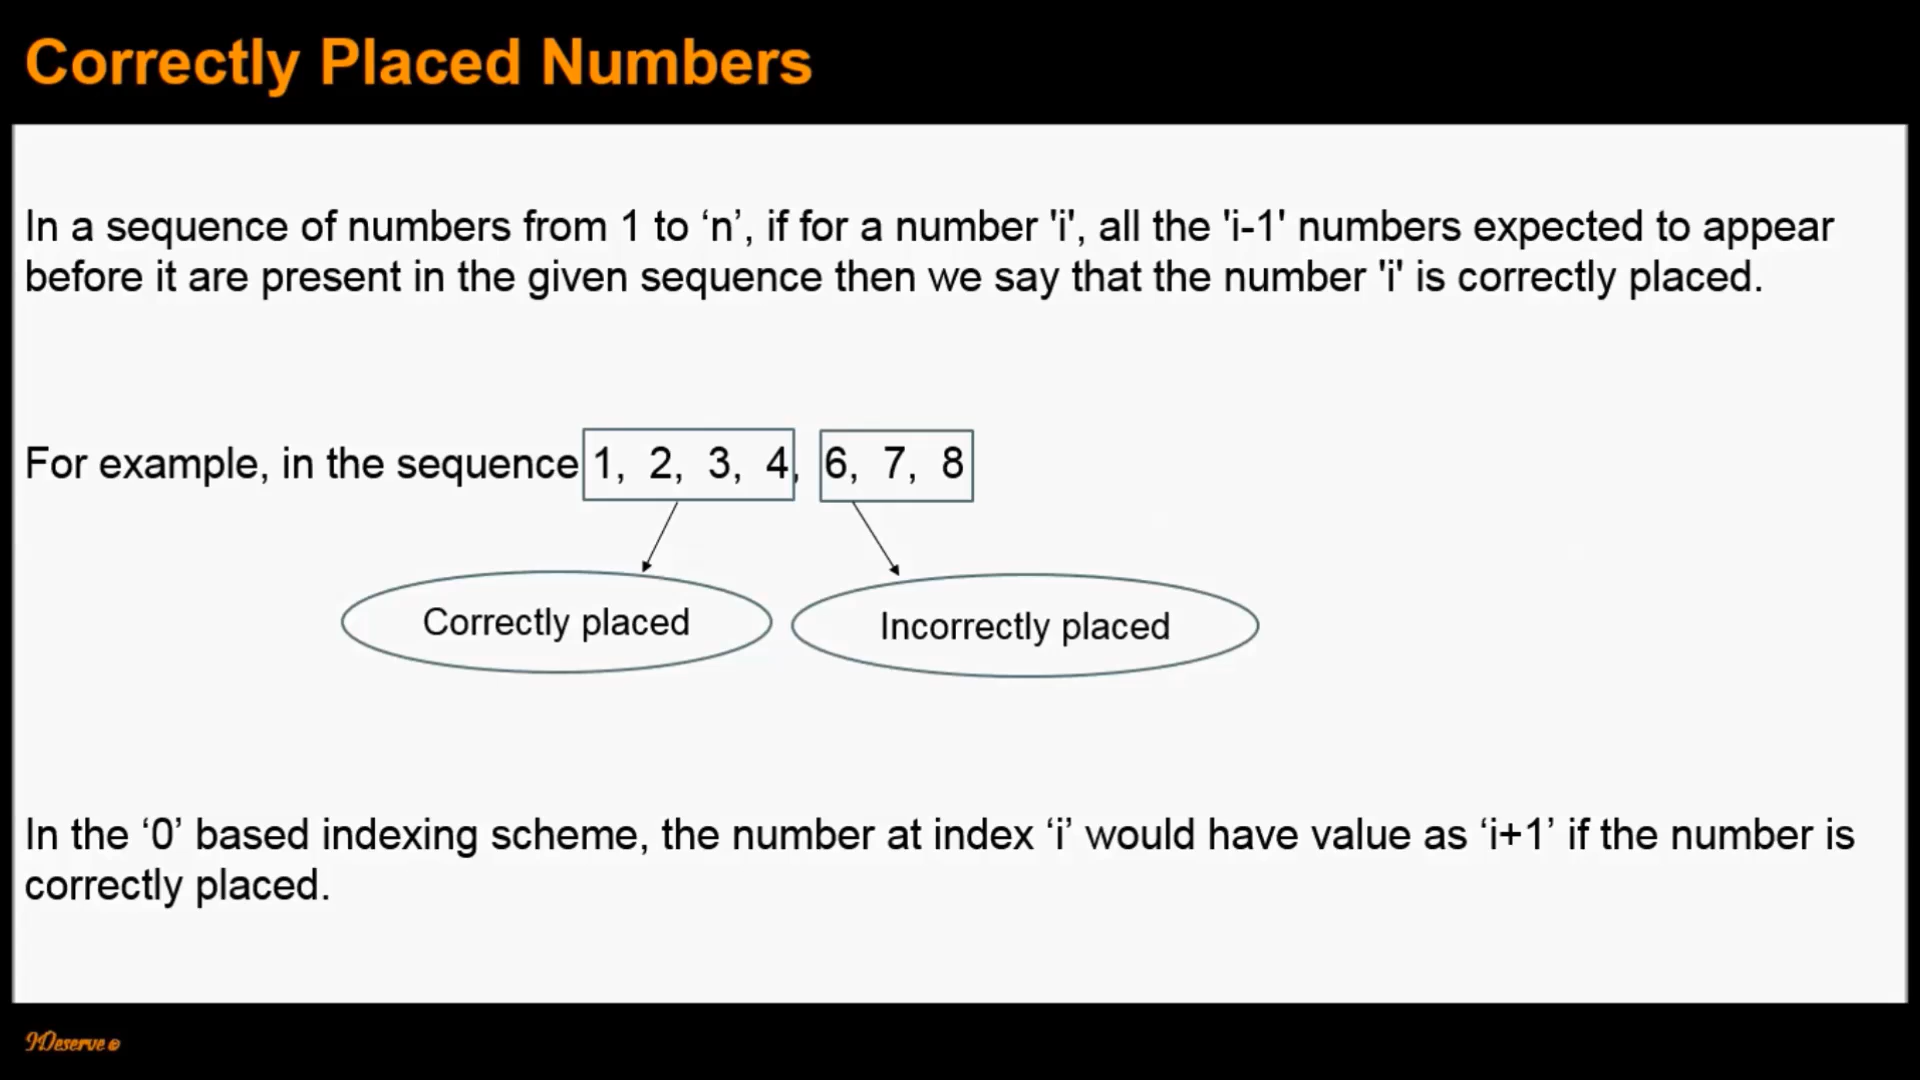 Correctly Placed Numbers
In a sequence of numbers from 1 to ‘n’, if for a number 'i', all the 'i-1' numbers expected to appear
before it are present in the given sequence then we say that the number 'i' is correctly placed.
For example, in the sequence 1, 2, 3, 4, 6, 7, 8
Correctly placed
Incorrectly placed
In the ‘0’ based indexing scheme, the number at index ‘i’ would have value as ‘i+1’ if the number is
correctly placed.
IDeserve